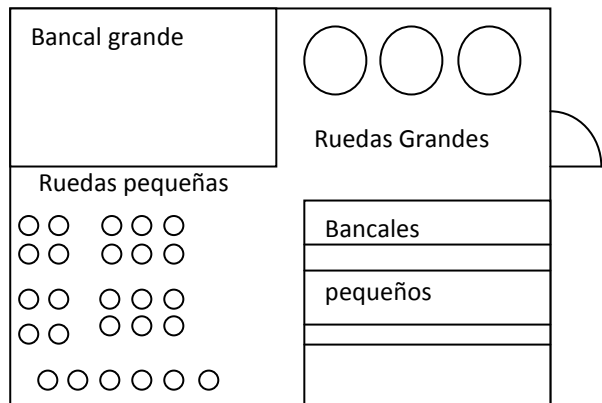 Bancal grande
Ruedas Grandes
Ruedas pequeñas
Bancales
pequeños